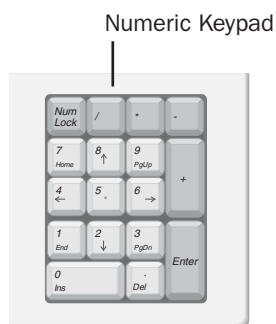 Numeric Keypad
Num Lock / * -
7 Home 8 ↑ 9 PgUp +
4 ← 5 6 →
1 End 2 ↓ 3 PgDn Enter
0 Ins . Del